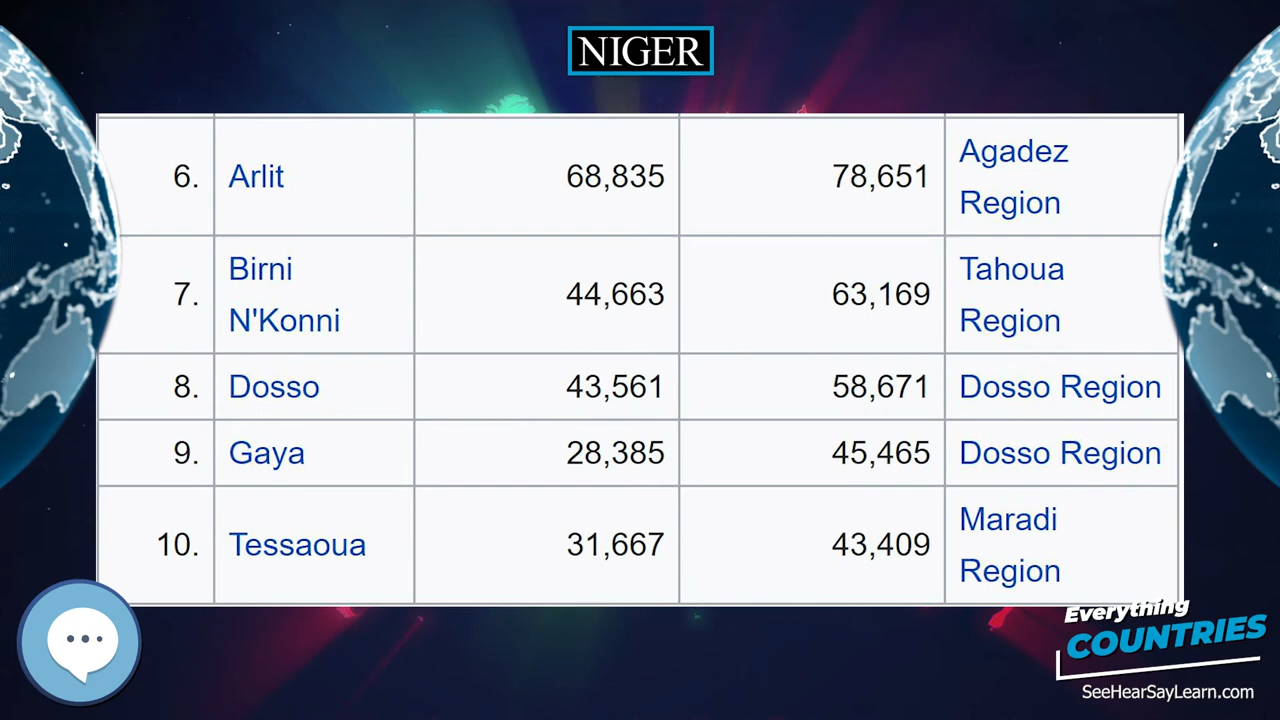 NIGER
6. Arlit 68,835 78,651 Agadez
Region
7. Birni
N'Konni 44,663 63,169 Tahoua
Region
8. Dosso 43,561 58,671 Dosso Region
9. Gaya 28,385 45,465 Dosso Region
10. Tessaoua 31,667 43,409 Maradi
Region
Everything
COUNTRIES
SeeHearSayLearn.com